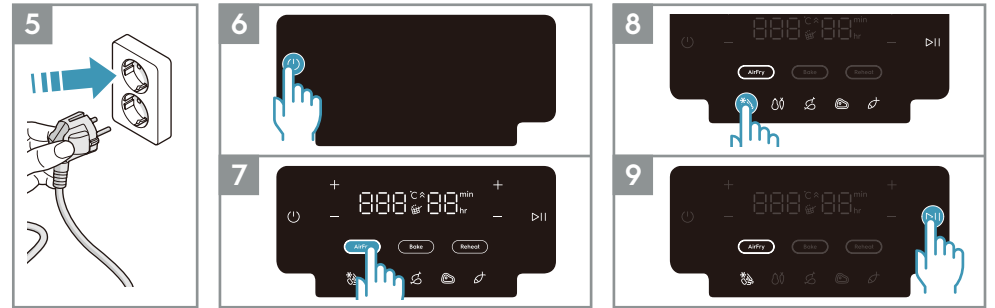 5
6
7
+ +
888 °C 88 min
hr
− −
AirFry Bake Reheat
8
888 °C 88 min
hr
− −
AirFry Bake Reheat
9
+ +
888 °C 88 min
hr
− −
AirFry Bake Reheat